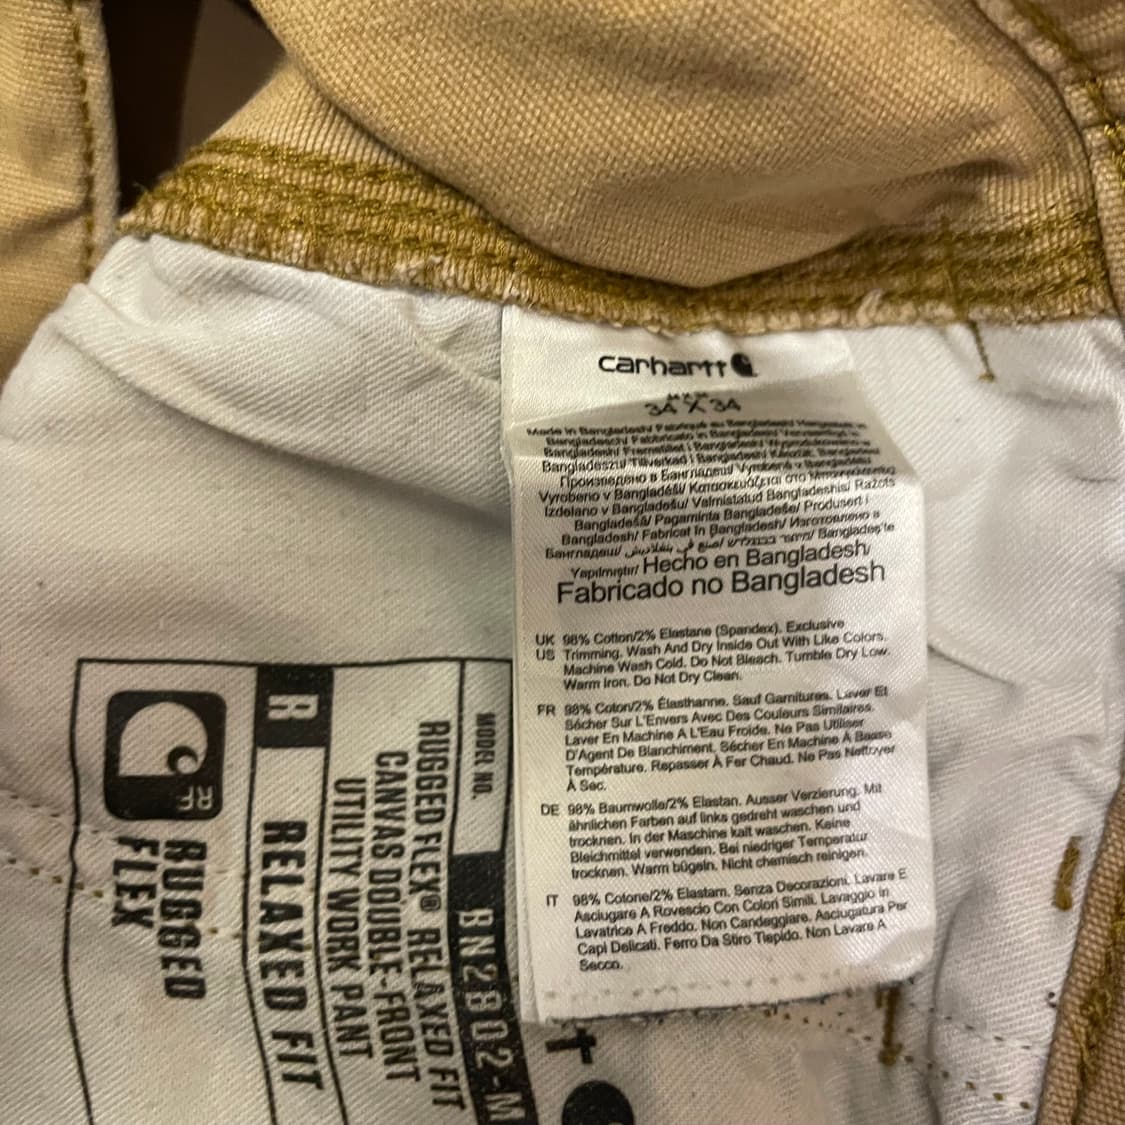 carhartt
34 X 34
Made in Bangladesh/ Fabriqué au Bangladesh/
Bangladesch/ Fabbricato in Bangladesh/ Vervaardigd in
Bangladesh/ Fremstillet i Bangladesh/
Bangladeszu/ Tillverkad i Bangladesh/ Bangladesh
Произведено в Бангладеш/ Vyrobené v Bangladéši/
Vyrobeno v Bangladéši/ Κατασκευάζεται στο
Izdelano v Bangladešu/ Valmistatud Bangladeshis/ Ražots
Bangladešā/ Pagaminta Bangladeše/ Produsert i
Bangladesh/ Fabricat în Bangladesh/ Изготовлено в
Бангладеш/ Bangladeş'te
Yapılmıştır/ Hecho en Bangladesh/
Fabricado no Bangladesh
UK 98% Cotton/2% Elastane (Spandex). Exclusive
US Trimming. Wash And Dry Inside Out With Like Colors.
Machine Wash Cold. Do Not Bleach. Tumble Dry Low.
Warm Iron. Do Not Dry Clean.
FR 98% Coton/2% Élasthanne. Sauf Garnitures. Laver Et
Sécher Sur L'Envers Avec Des Couleurs Similaires.
Laver En Machine A L'Eau Froide. Ne Pas Utiliser
D'Agent De Blanchiment. Sécher En Machine À Basse
Température. Repasser À Fer Chaud. Ne Pas Nettoyer
À Sec.
DE 98% Baumwolle/2% Elastan. Ausser Verzierung. Mit
ähnlichen Farben auf links gedreht waschen und
trocknen. In der Maschine kalt waschen. Keine
Bleichmittel verwenden. Bei niedriger Temperatur
trocknen. Warm bügeln. Nicht chemisch reinigen.
IT 98% Cotone/2% Elastam. Senza Decorazioni. Lavare E
Asciugare A Rovescio Con Colori Simili. Lavaggio in
Lavatrice A Freddo. Non Candeggiare. Asciugatura Per
Capi Delicati. Ferro Da Stiro Tiepido. Non Lavare A
Secco.
MODEL NO. BN2802-M
RUGGED FLEX® RELAXED FIT
CANVAS DOUBLE-FRONT
UTILITY WORK PANT
R RELAXED FIT
RF
RUGGED
FLEX